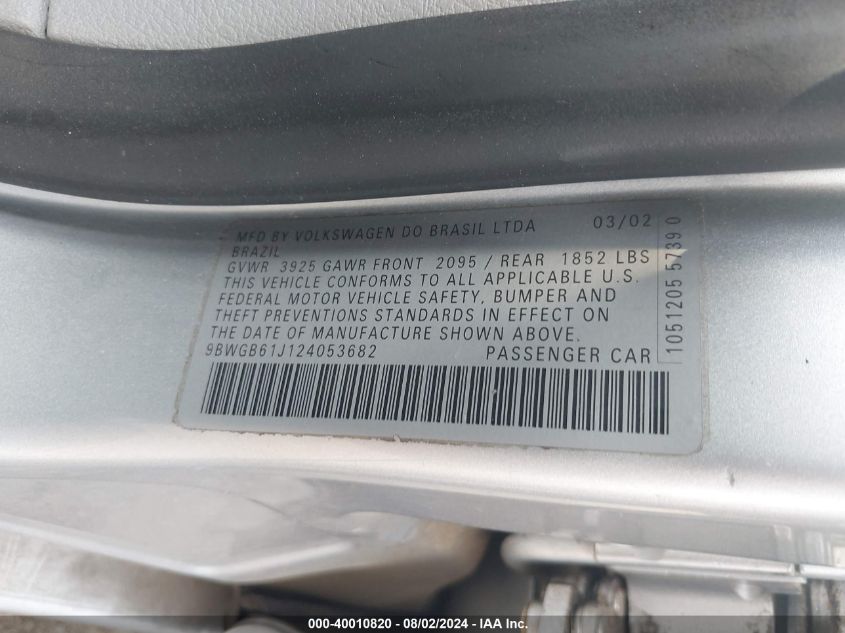 MFD BY VOLKSWAGEN DO BRASIL LTDA 03/02
BRAZIL
GVWR 3925 GAWR FRONT 2095 / REAR 1852 LBS
THIS VEHICLE CONFORMS TO ALL APPLICABLE U.S.
FEDERAL MOTOR VEHICLE SAFETY, BUMPER AND
THEFT PREVENTIONS STANDARDS IN EFFECT ON
THE DATE OF MANUFACTURE SHOWN ABOVE.
9BWGB61J124053682 PASSENGER CAR
1051205 57390
000-40010820 - 08/02/2024 - IAA Inc.